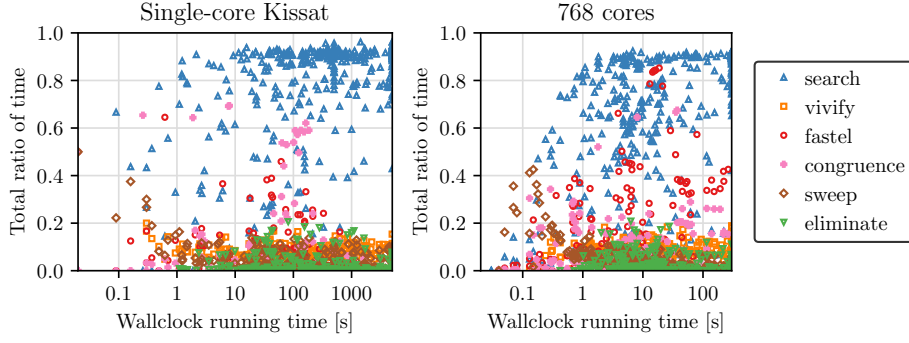 Single-core Kissat
768 cores
Total ratio of time
1.0
0.8
0.6
0.4
0.2
0.0
0.1 1 10 100 1000
Wallclock running time [s]
Total ratio of time
1.0
0.8
0.6
0.4
0.2
0.0
0.1 1 10 100
Wallclock running time [s]
search
vivify
fastel
congruence
sweep
eliminate